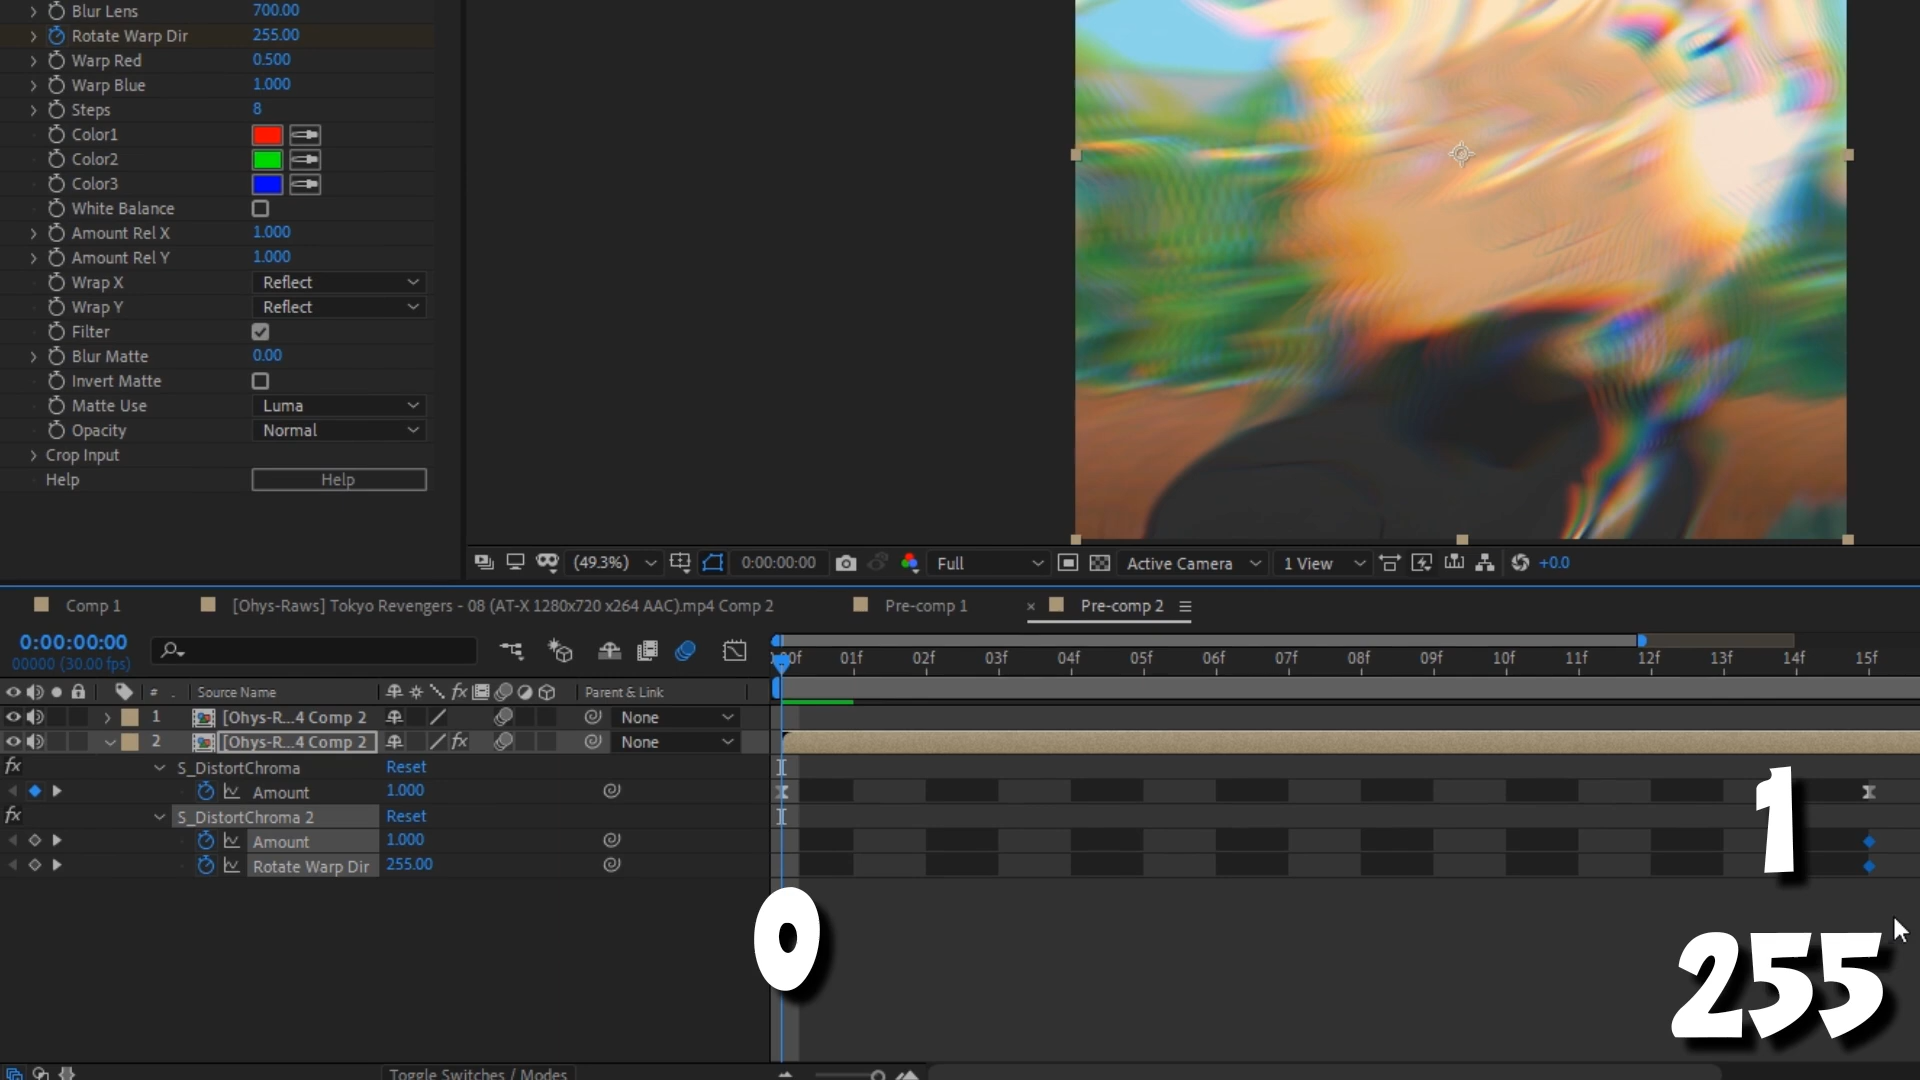 Blur Lens 700.00
Rotate Warp Dir 255.00
Warp Red 0.500
Warp Blue 1.000
Steps 8
Color1
Color2
Color3
White Balance
Amount Rel X 1.000
Amount Rel Y 1.000
Wrap X Reflect
Wrap Y Reflect
Filter
Blur Matte 0.00
Invert Matte
Matte Use Luma
Opacity Normal
Crop Input
Help Help
(49.3%) 0:00:00:00 Full Active Camera 1 View +0.0
Comp 1 [Ohys-Raws] Tokyo Revengers - 08 (AT-X 1280x720 x264 AAC).mp4 Comp 2 Pre-comp 1 × Pre-comp 2
0:00:00:00
00000 (30.00 fps)
:00f 01f 02f 03f 04f 05f 06f 07f 08f 09f 10f 11f 12f 13f 14f 15f
# . Source Name fx Parent & Link
1 [Ohys-R...4 Comp 2 None
2 [Ohys-R...4 Comp 2 fx None
fx S_DistortChroma Reset
Amount 1.000
fx S_DistortChroma 2 Reset
Amount 1.000
Rotate Warp Dir 255.00
1
0
255
Toggle Switches / Modes